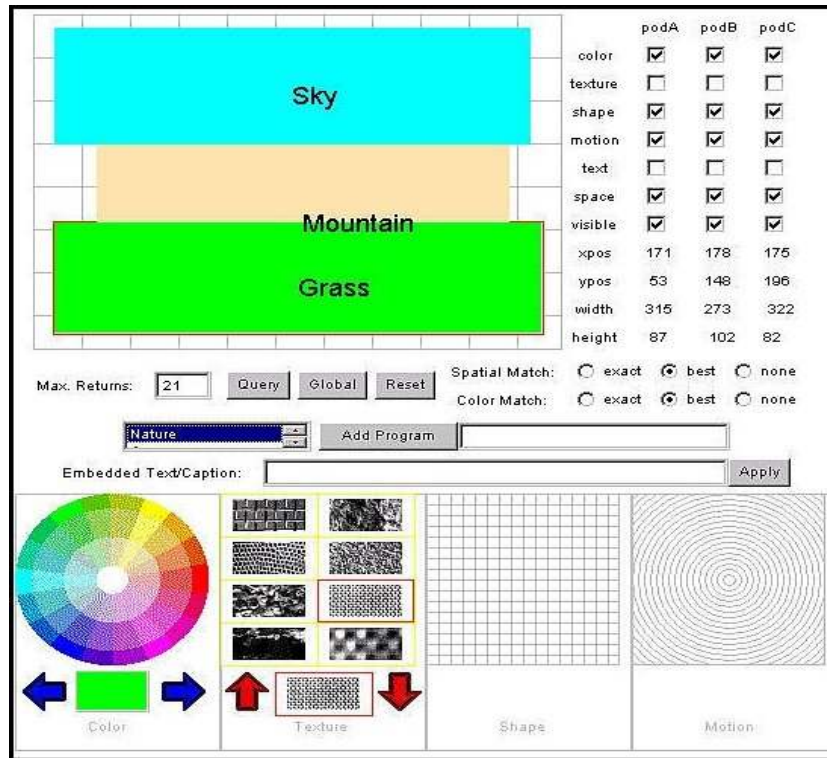 podA podB podC
color
texture
shape
motion
text
space
visible
xpos 171 178 175
ypos 53 148 196
width 315 273 322
height 87 102 82
Sky
Mountain
Grass
Max. Returns: 21 Query Global Reset
Spatial Match: exact best none
Color Match: exact best none
Nature Add Program
Embedded Text/Caption: Apply
Color Texture Shape Motion